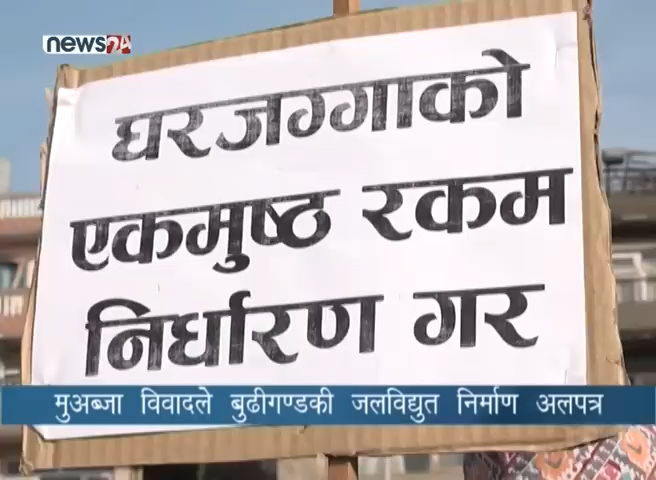 news24
घरजग्गाको
एकमुष्ठ रकम
निर्धारण गर
मुअब्जा विवादले बुढीगण्डकी जलविद्युत निर्माण अलपत्र